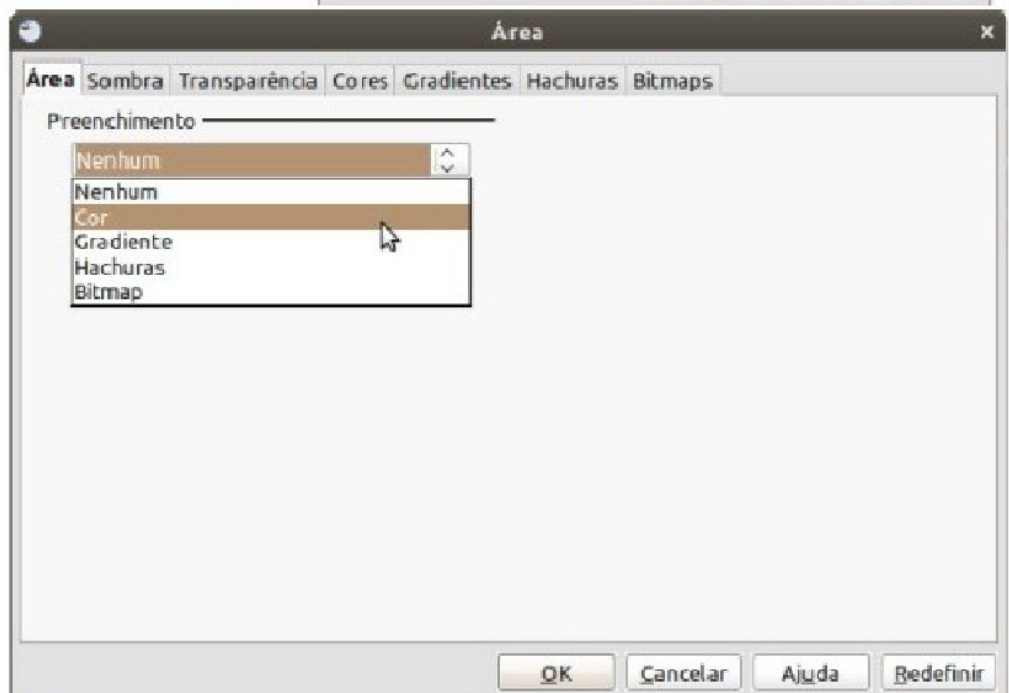 Área
Área Sombra Transparência Cores Gradientes Hachuras Bitmaps
Preenchimento
Nenhum
Nenhum
Cor
Gradiente
Hachuras
Bitmap
OK Cancelar Ajuda Redefinir